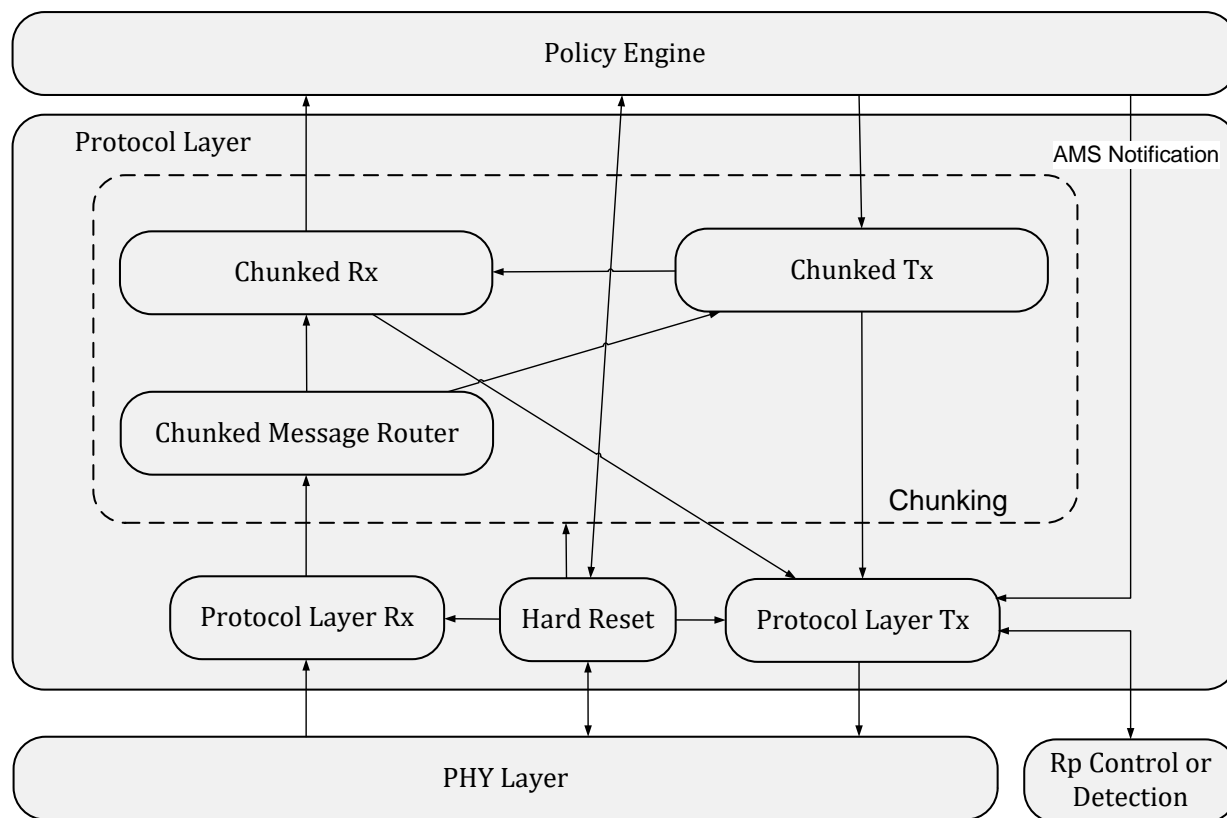 Policy Engine
Protocol Layer
AMS Notification
Chunked Rx
Chunked Tx
Chunked Message Router
Chunking
Protocol Layer Rx
Hard Reset
Protocol Layer Tx
PHY Layer
Rp Control or
Detection